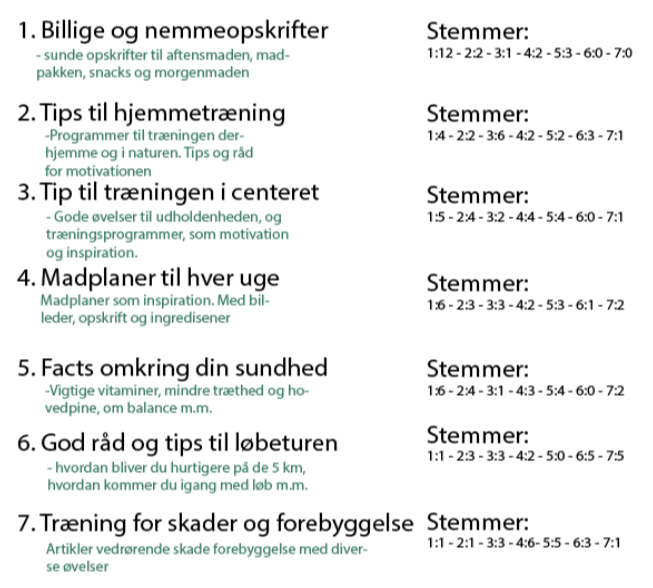 1. Billige og nemmeopskrifter
- sunde opskrifter til aftensmaden, mad-
pakken, snacks og morgenmaden
Stemmer:
1:12 - 2:2 - 3:1 - 4:2 - 5:3 - 6:0 - 7:0
2. Tips til hjemmetræning
-Programmer til træningen der-
hjemme og i naturen. Tips og råd
for motivationen
Stemmer:
1:4 - 2:2 - 3:6 - 4:2 - 5:2 - 6:3 - 7:1
3. Tip til træningen i centeret
- Gode øvelser til udholdenheden, og
træningsprogrammer, som motivation
og inspiration.
Stemmer:
1:5 - 2:4 - 3:2 - 4:4 - 5:4 - 6:0 - 7:1
4. Madplaner til hver uge
Madplaner som inspiration. Med bil-
leder, opskrift og ingredisener
Stemmer:
1:6 - 2:3 - 3:3 - 4:2 - 5:3 - 6:1 - 7:2
5. Facts omkring din sundhed
-Vigtige vitaminer, mindre træthed og ho-
vedpine, om balance m.m.
Stemmer:
1:6 - 2:4 - 3:1 - 4:3 - 5:4 - 6:0 - 7:2
6. God råd og tips til løbeturen
- hvordan bliver du hurtigere på de 5 km,
hvordan kommer du igang med løb m.m.
Stemmer:
1:1 - 2:3 - 3:3 - 4:2 - 5:0 - 6:5 - 7:5
7. Træning for skader og forebyggelse
Artikler vedrørende skade forebyggelse med diver-
se øvelser
Stemmer:
1:1 - 2:1 - 3:3 - 4:6- 5:5 - 6:3 - 7:1